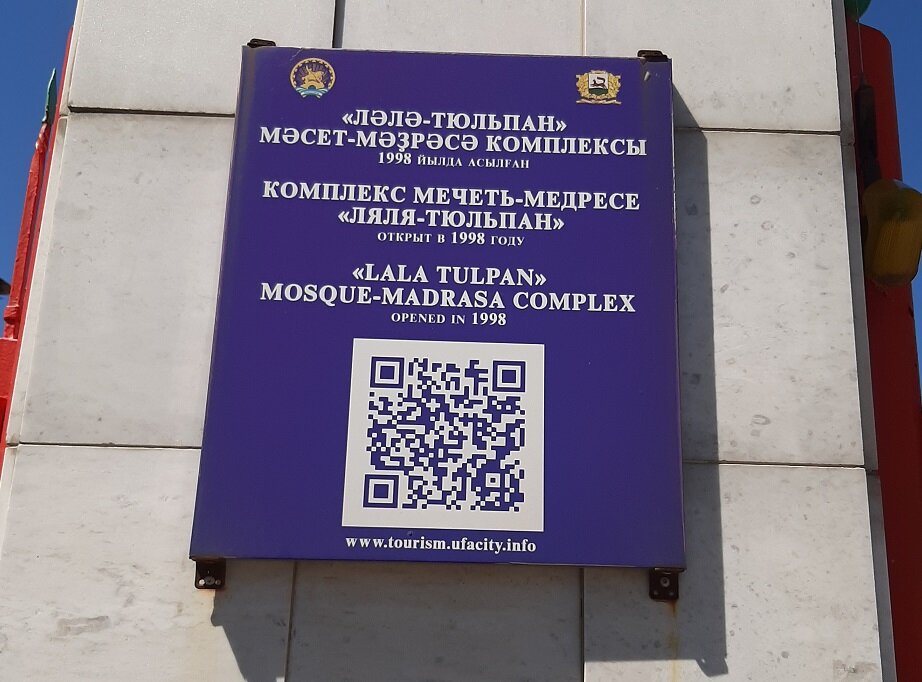 «ЛӘЛӘ-ТЮЛЬПАН»
МӘСЕТ-МӘҘРӘСӘ КОМПЛЕКСЫ
1998 ЙЫЛДА АСЫЛҒАН
КОМПЛЕКС МЕЧЕТЬ-МЕДРЕСЕ
«ЛЯЛЯ-ТЮЛЬПАН»
ОТКРЫТ В 1998 ГОДУ
«LALA TULPAN»
MOSQUE-MADRASA COMPLEX
OPENED IN 1998
www.tourism.ufacity.info